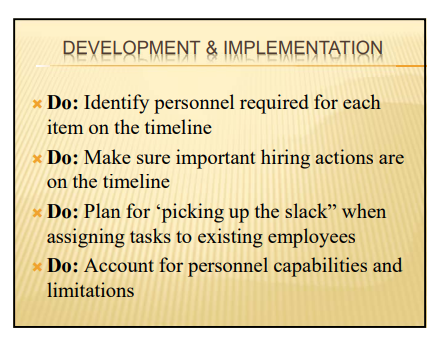 DEVELOPMENT & IMPLEMENTATION
Do: Identify personnel required for each
item on the timeline
Do: Make sure important hiring actions are
on the timeline
Do: Plan for ‘picking up the slack” when
assigning tasks to existing employees
Do: Account for personnel capabilities and
limitations